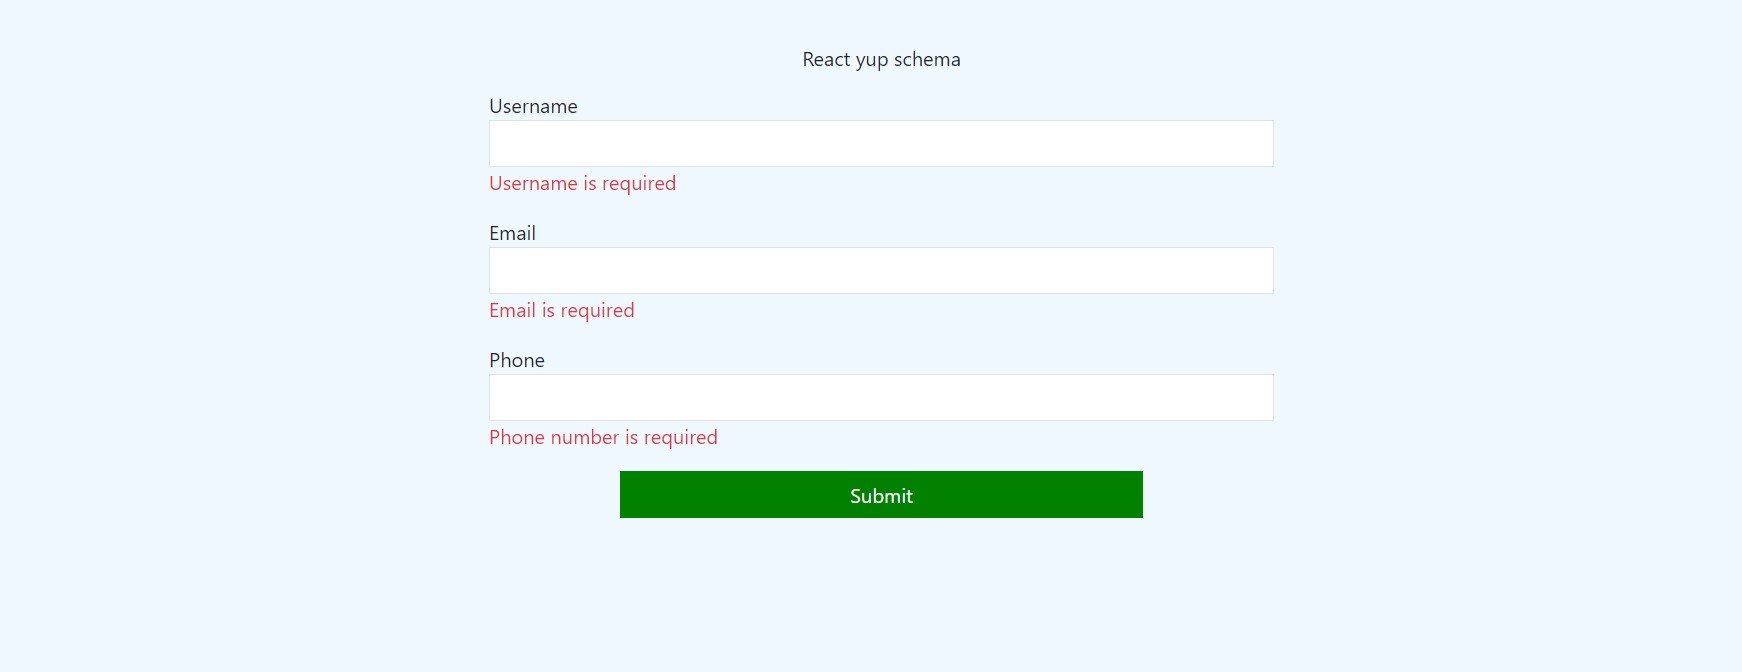 React yup schema
Username
Username is required
Email
Email is required
Phone
Phone number is required
Submit